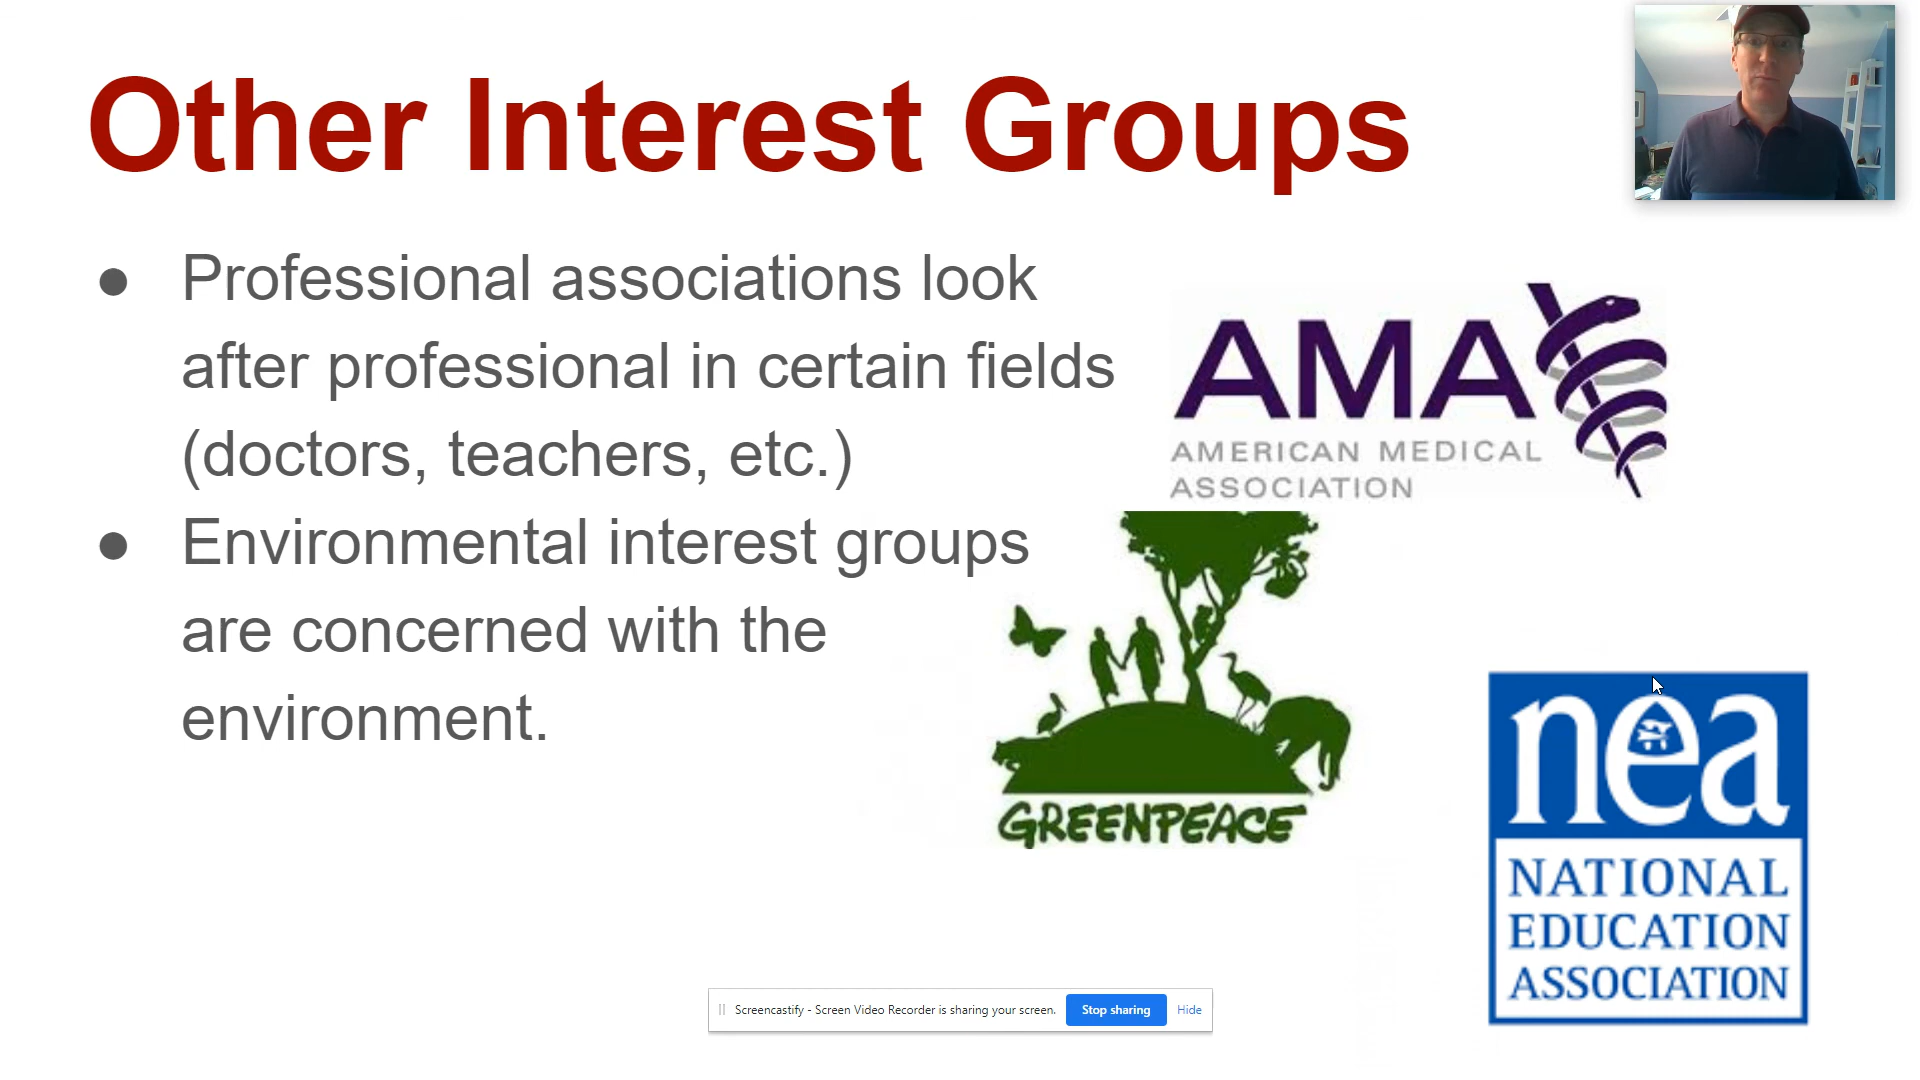 Other Interest Groups
● Professional associations look
after professional in certain fields
(doctors, teachers, etc.)
● Environmental interest groups
are concerned with the
environment.
AMA
AMERICAN MEDICAL
ASSOCIATION
GREENPEACE
nea
NATIONAL
EDUCATION
ASSOCIATION
Screencastify - Screen Video Recorder is sharing your screen. Stop sharing Hide